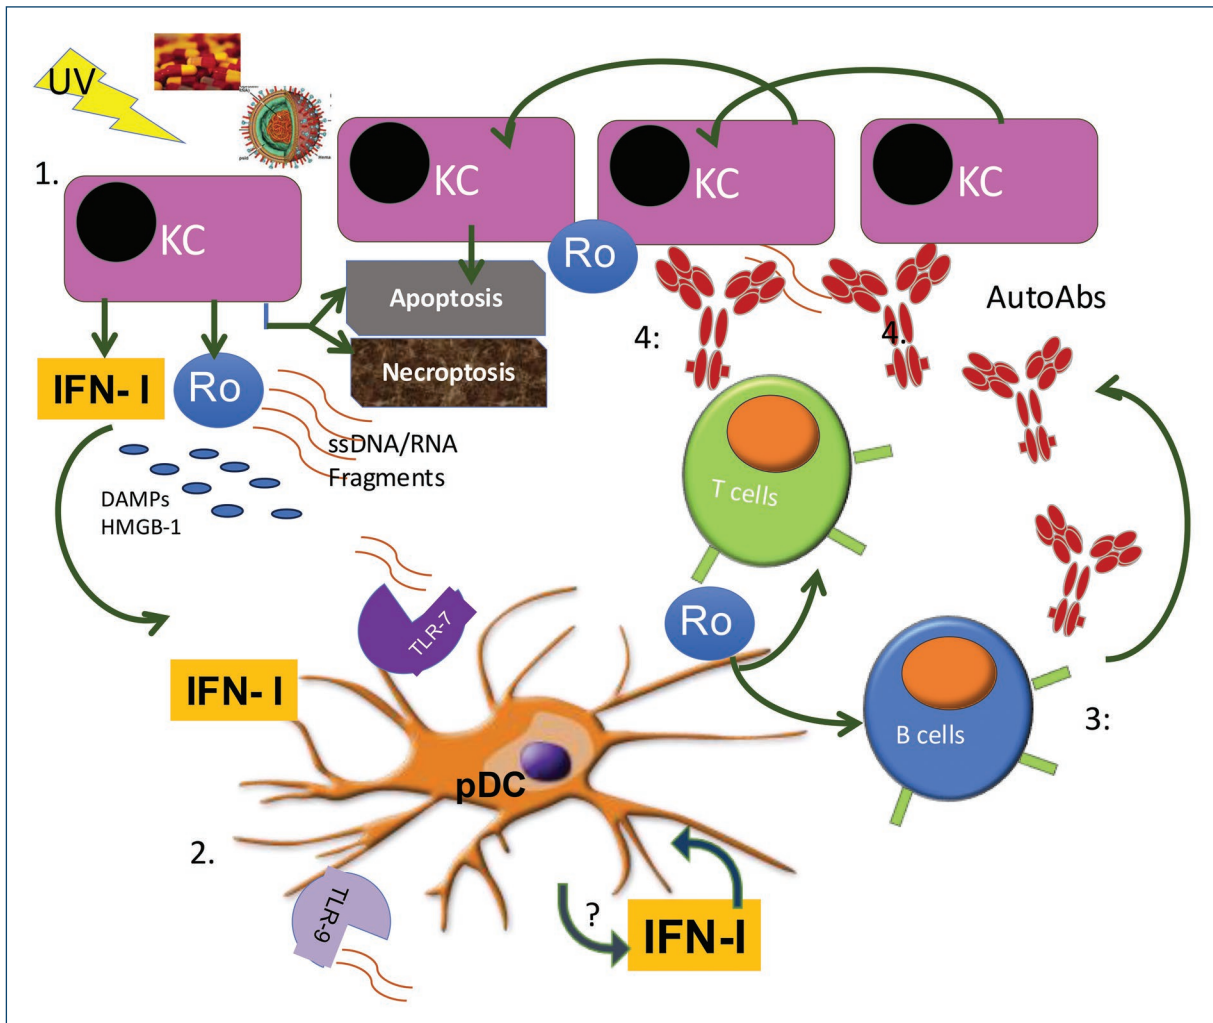 UV
1.
KC
KC
KC
KC
Ro
Apoptosis
Necroptosis
IFN- I
Ro
ssDNA/RNA
Fragments
DAMPs
HMGB-1
4:
4.
AutoAbs
T cells
TLR-7
Ro
IFN- I
B cells
3:
pDC
2.
TLR-9
?
IFN-I